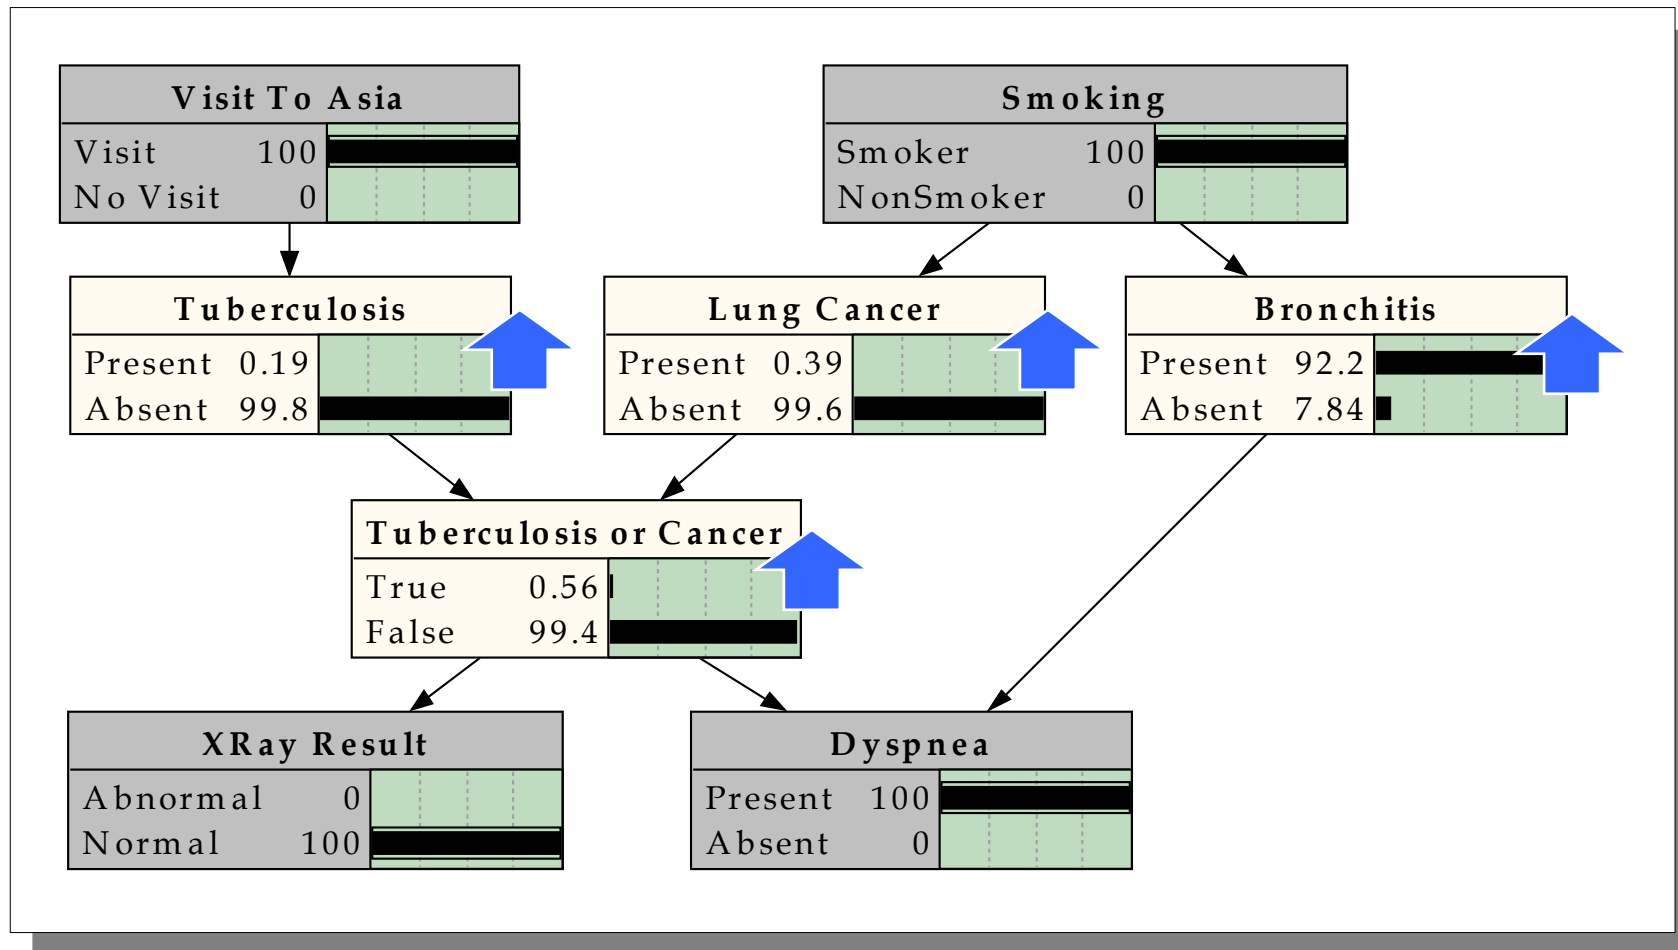 Visit To Asia
Visit 100
No Visit 0
Smoking
Smoker 100
NonSmoker 0
Tuberculosis
Present 0.19
Absent 99.8
Lung Cancer
Present 0.39
Absent 99.6
Bronchitis
Present 92.2
Absent 7.84
Tuberculosis or Cancer
True 0.56
False 99.4
XRay Result
Abnormal 0
Normal 100
Dyspnea
Present 100
Absent 0